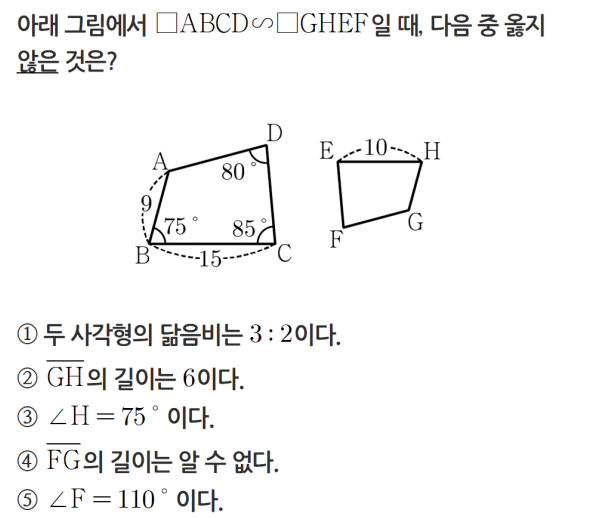 아래 그림에서 □ABCD∽□GHEF일 때, 다음 중 옳지
않은 것은?
D
A
E
10
H
80°
9
75°
85°
G
F
B
15
C
① 두 사각형의 닮음비는 3 : 2이다.
② \overline{GH}의 길이는 6이다.
③ ∠H = 75° 이다.
④ \overline{FG}의 길이는 알 수 없다.
⑤ ∠F = 110° 이다.